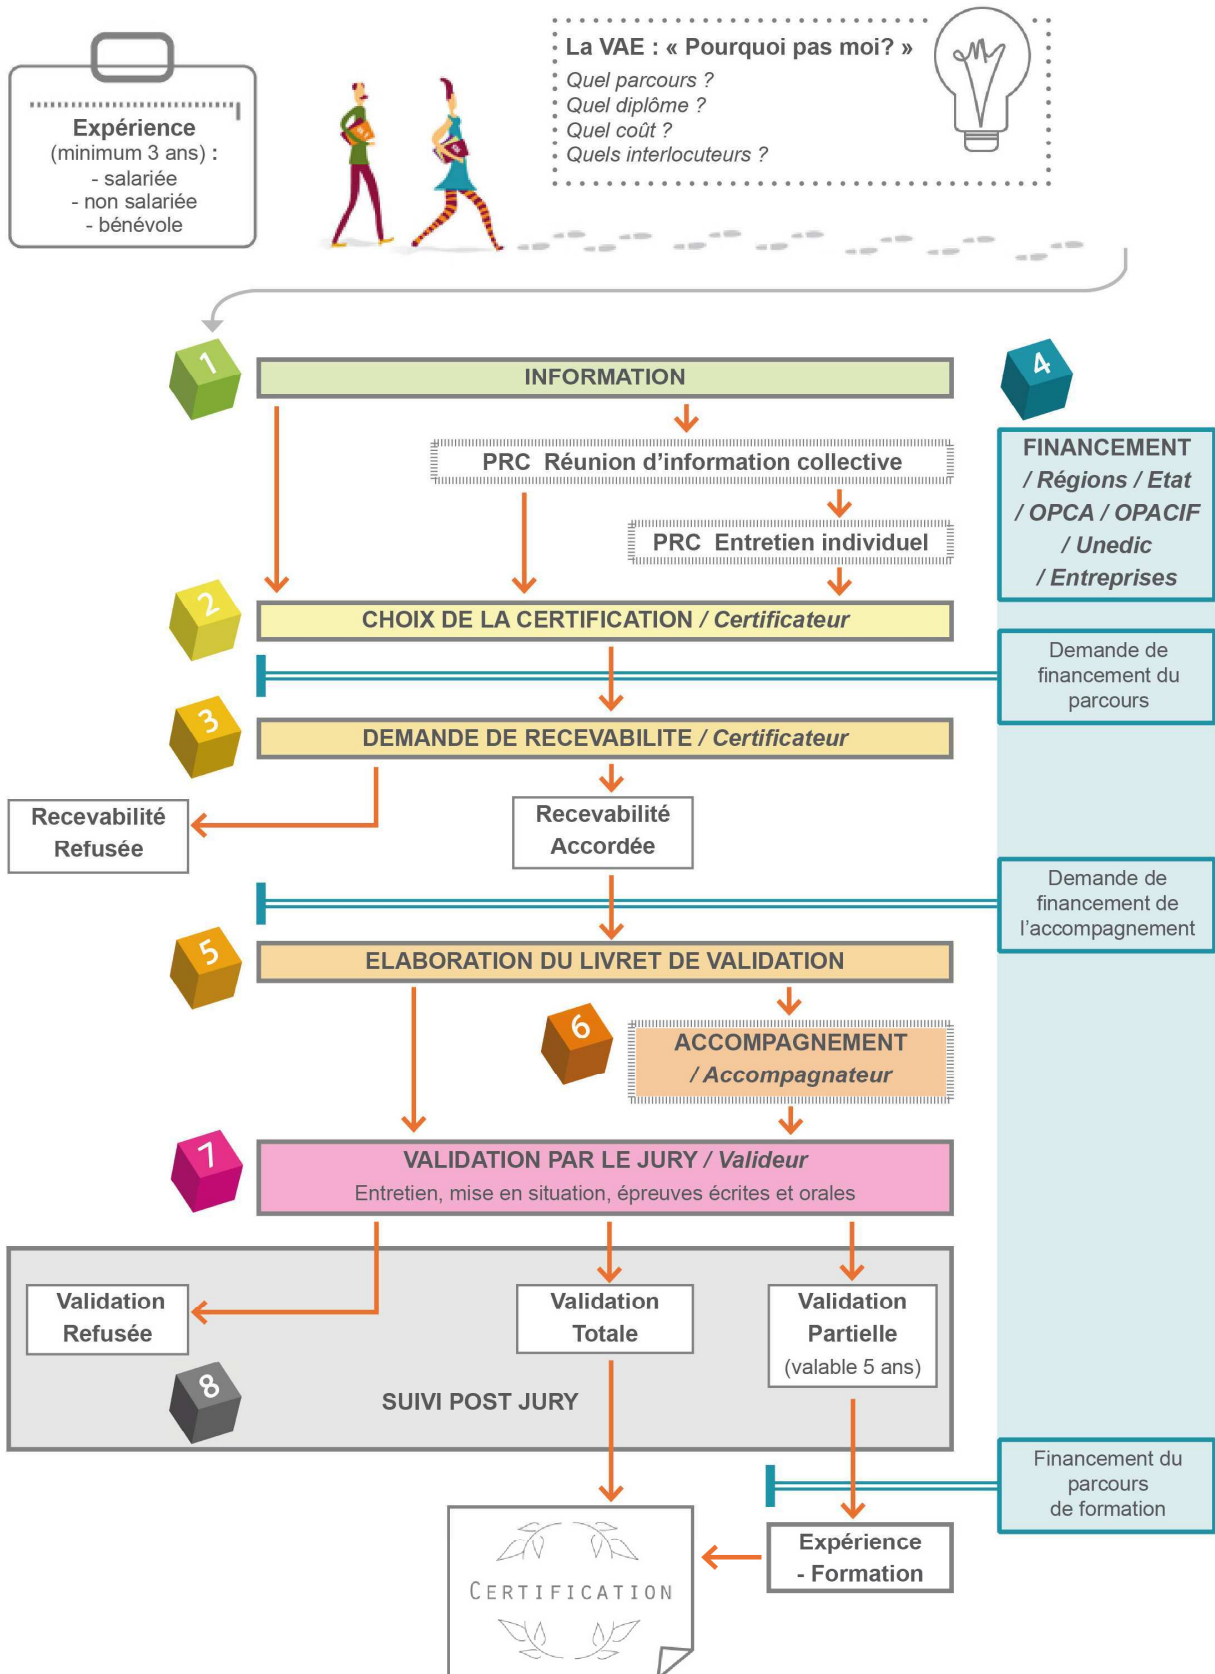 Expérience
(minimum 3 ans) :
- salariée
- non salariée
- bénévole
La VAE : « Pourquoi pas moi? »
Quel parcours ?
Quel diplôme ?
Quel coût ?
Quels interlocuteurs ?
1
INFORMATION
PRC Réunion d’information collective
PRC Entretien individuel
2
CHOIX DE LA CERTIFICATION / Certificateur
3
DEMANDE DE RECEVABILITE / Certificateur
Recevabilité
Refusée
Recevabilité
Accordée
4
FINANCEMENT
/ Régions / Etat
/ OPCA / OPACIF
/ Unedic
/ Entreprises
Demande de
financement du
parcours
Demande de
financement de
l’accompagnement
5
ELABORATION DU LIVRET DE VALIDATION
6
ACCOMPAGNEMENT
/ Accompagnateur
7
VALIDATION PAR LE JURY / Valideur
Entretien, mise en situation, épreuves écrites et orales
Validation
Refusée
Validation
Totale
Validation
Partielle
(valable 5 ans)
8
SUIVI POST JURY
Financement du
parcours
de formation
Expérience
- Formation
CERTIFICATION